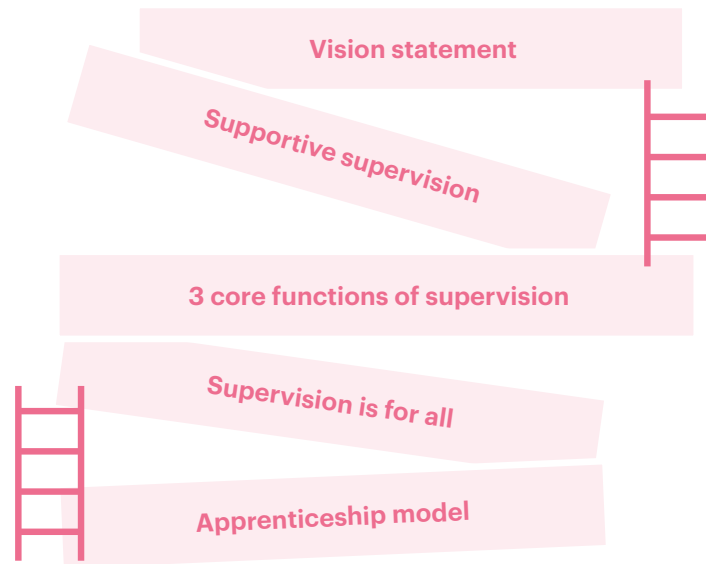 Vision statement
Supportive supervision
3 core functions of supervision
Supervision is for all
Apprenticeship model